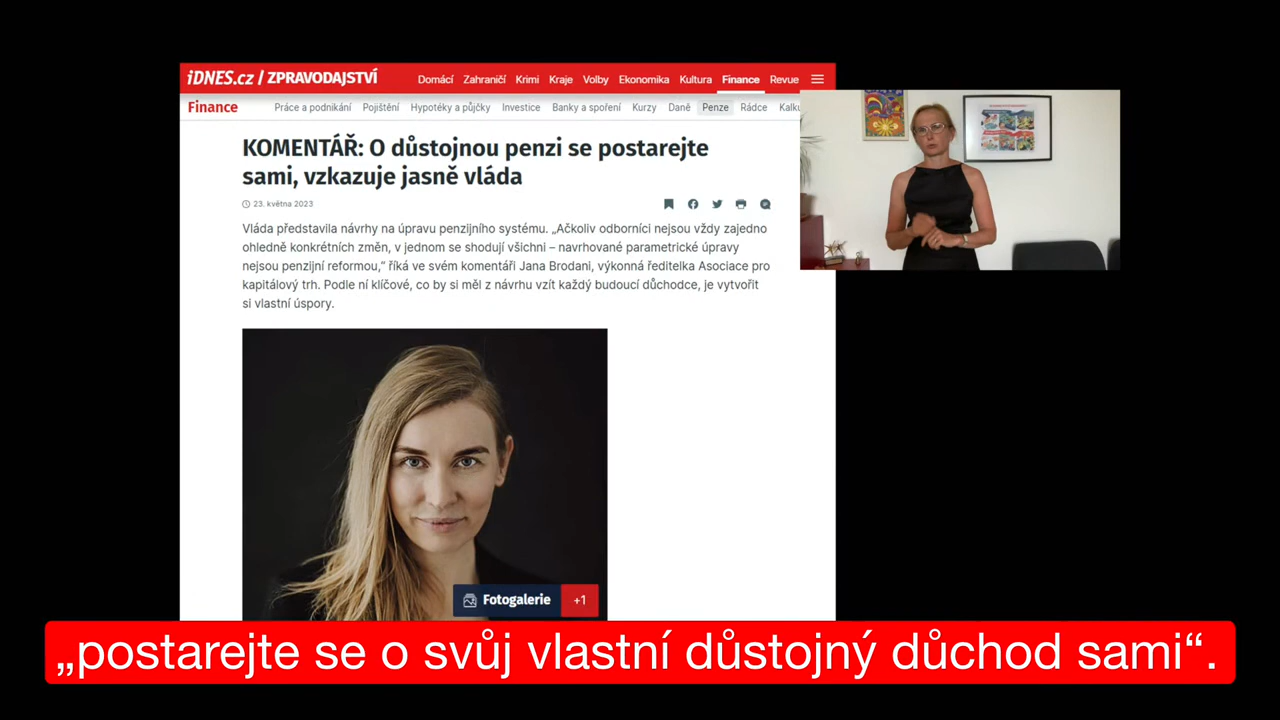 iDNES.cz / ZPRAVODAJSTVÍ
Domácí Zahraničí Krimi Kraje Volby Ekonomika Kultura Finance Revue
Finance Práce a podnikání Pojištění Hypotéky a půjčky Investice Banky a spoření Kurzy Daně Penze Rádce Kalku
KOMENTÁŘ: O důstojnou penzi se postarejte
sami, vzkazuje jasně vláda
23. května 2023
Vláda představila návrhy na úpravu penzijního systému. „Ačkoliv odborníci nejsou vždy zajedno
ohledně konkrétních změn, v jednom se shodují všichni – navrhované parametrické úpravy
nejsou penzijní reformou,“ říká ve svém komentáři Jana Brodani, výkonná ředitelka Asociace pro
kapitálový trh. Podle ní klíčové, co by si měl z návrhu vzít každý budoucí důchodce, je vytvořit
si vlastní úspory.
Fotogalerie +1
„postarejte se o svůj vlastní důstojný důchod sami“.